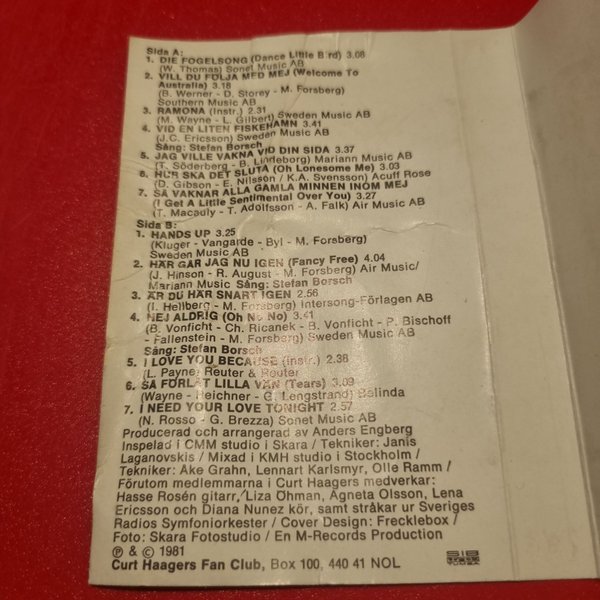 Sida A:
1. DIE FOGELSONG (Dance Little Bird) 3.08
(W. Thomas) Sonet Music AB
2. VILL DU FÖLJA MED MEJ (Welcome To
Australia) 3.18
(B. Werner - D. Storey - M. Forsberg)
Southern Music AB
3. RAMONA (Instr.) 2.31
(M. Wayne - L. Gilbert) Sweden Music AB
4. VID EN LITEN FISKEHAMN 3.41
(J.C. Ericsson) Sweden Music AB
Sång: Stefan Borsch
5. JAG VILLE VAKNA VID DIN SIDA 3.37
(T. Söderberg - B. Lindeborg) Mariann Music AB
6. HUR SKA DET SLUTA (Oh Lonesome Me) 3.03
(D. Gibson - E. Nilsson / K.A. Svensson) Acuff Rose
7. SÅ VAKNAR ALLA GAMLA MINNEN INOM MEJ
(I Get A Little Sentimental Over You) 3.27
(T. Macauly - T. Adolfsson - A. Falk) Air Music AB
Sida B:
1. HANDS UP 3.25
(Kluger - Vangarde - Byl - M. Forsberg)
Sweden Music AB
2. HÄR GÅR JAG NU IGEN (Fancy Free) 4.04
(J. Hinson - R. August - M. Forsberg) Air Music/
Mariann Music Sång: Stefan Borsch
3. ÄR DU HÄR SNART IGEN 2.56
(I. Hellberg - M. Forsberg) Intersong-Förlagen AB
4. HEJ ALDRIG (Oh No No) 3.41
(B. Vonficht - Ch. Ricanek - B. Vonficht - P. Bischoff
- Fallenstein - M. Forsberg) Sweden Music AB
Sång: Stefan Borsch
5. I LOVE YOU BECAUSE (Instr.) 2.38
(L. Payne) Reuter & Reuter
6. SÅ FÖRLÅT LILLA VÄN (Tears) 3.09
(Wayne - Heichner - G. Lengstrand) Belinda
7. I NEED YOUR LOVE TONIGHT 2.57
(N. Rosso - G. Brezza) Sonet Music AB
Producerad och arrangerad av Anders Engberg
Inspelad i CMM studio i Skara / Tekniker: Janis
Laganovskis / Mixad i KMH studio i Stockholm /
Tekniker: Åke Grahn, Lennart Karlsmyr, Olle Ramm /
Förutom medlemmarna i Curt Haagers medverkar:
Hasse Rosén gitarr, Liza Öhman, Agneta Olsson, Lena
Ericsson och Diana Nunez kör, samt stråkar ur Sveriges
Radios Symfoniorkester / Cover Design: Frecklebox /
Foto: Skara Fotostudio / En M-Records Production
Ⓟ & © 1981
Curt Haagers Fan Club, Box 100, 440 41 NOL